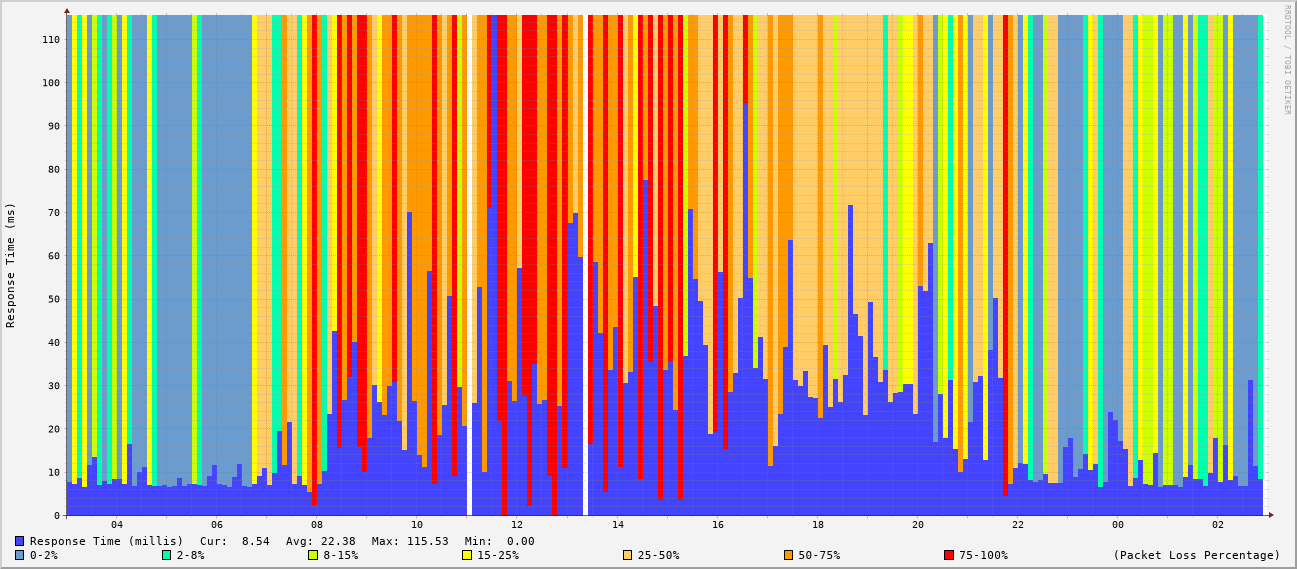 RRDTOOL / TOBI OETIKER
Response Time (ms)
110
100
90
80
70
60
50
40
30
20
10
0
04 06 08 10 12 14 16 18 20 22 00 02
Response Time (millis) Cur: 8.54 Avg: 22.38 Max: 115.53 Min: 0.00
0-2% 2-8% 8-15% 15-25% 25-50% 50-75% 75-100% (Packet Loss Percentage)